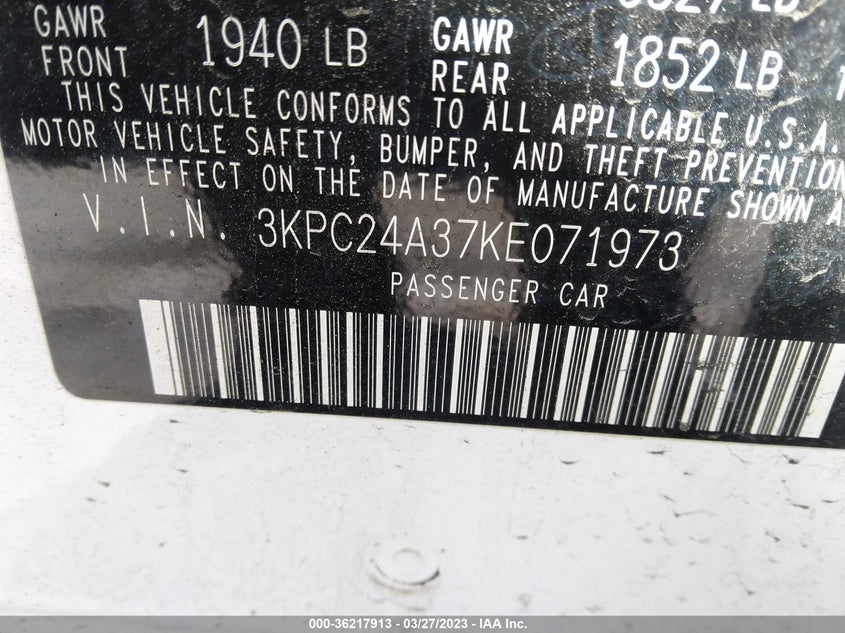 GAWR FRONT 1940 LB GAWR REAR 1852 LB
THIS VEHICLE CONFORMS TO ALL APPLICABLE U.S.A.
MOTOR VEHICLE SAFETY, BUMPER, AND THEFT PREVENTION
IN EFFECT ON THE DATE OF MANUFACTURE SHOWN A
V.I.N. 3KPC24A37KE071973
PASSENGER CAR
000-36217913 - 03/27/2023 - IAA Inc.